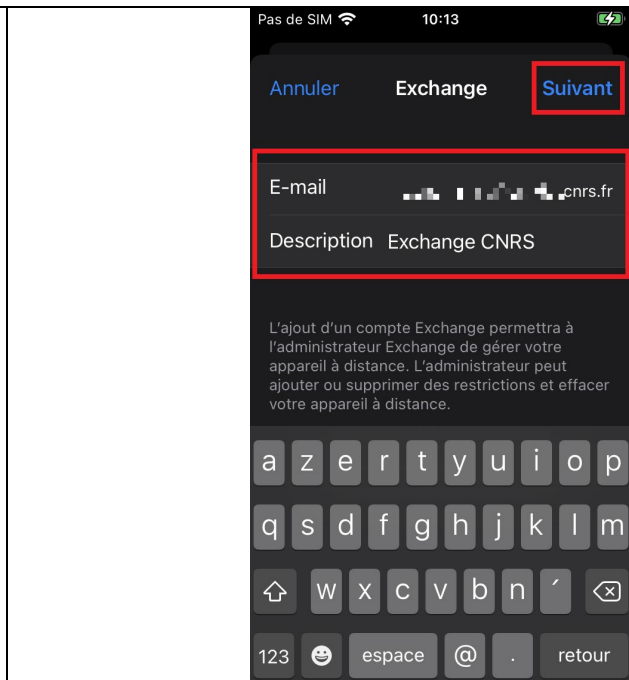 Pas de SIM 10:13
Annuler Exchange Suivant
E-mail cnrs.fr
Description Exchange CNRS
L'ajout d'un compte Exchange permettra à
l'administrateur Exchange de gérer votre
appareil à distance. L'administrateur peut
ajouter ou supprimer des restrictions et effacer
votre appareil à distance.
a z e r t y u i o p
q s d f g h j k l m
w x c v b n ´
123 espace @ . retour